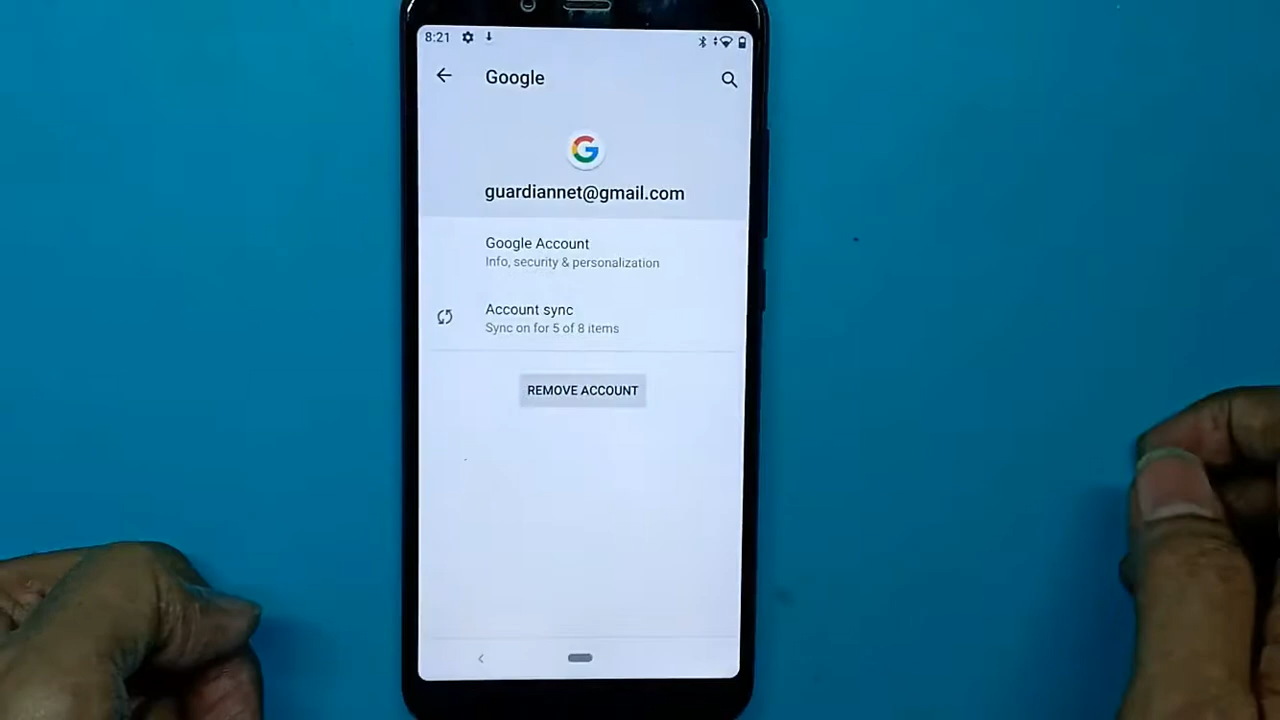 8:21
Google
guardiannet@gmail.com
Google Account
Info, security & personalization
Account sync
Sync on for 5 of 8 items
REMOVE ACCOUNT